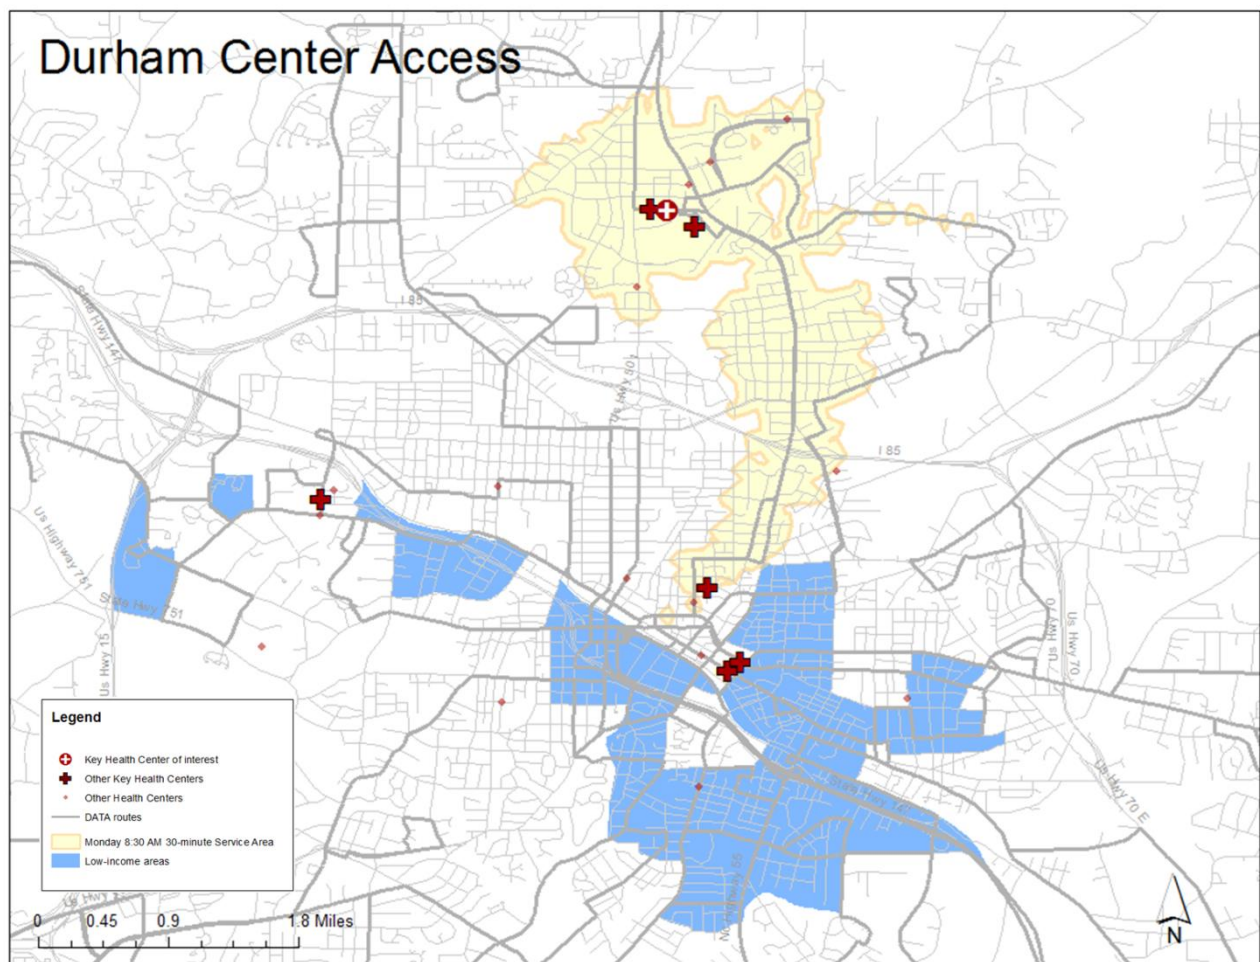 Durham Center Access
State Hwy 147
I 85
Us Hwy 501
I 85
Us Highway 751
State Hwy 751
Us Hwy 15
Us Hwy 70
Us Hwy 70
Us Hwy 70 E
Legend
Key Health Center of interest
Other Key Health Centers
Other Health Centers
DATA routes
Monday 8:30 AM 30-minute Service Area
Low-income areas
State Hwy 147
Us Hwy
0 0.45 0.9 1.8 Miles
N